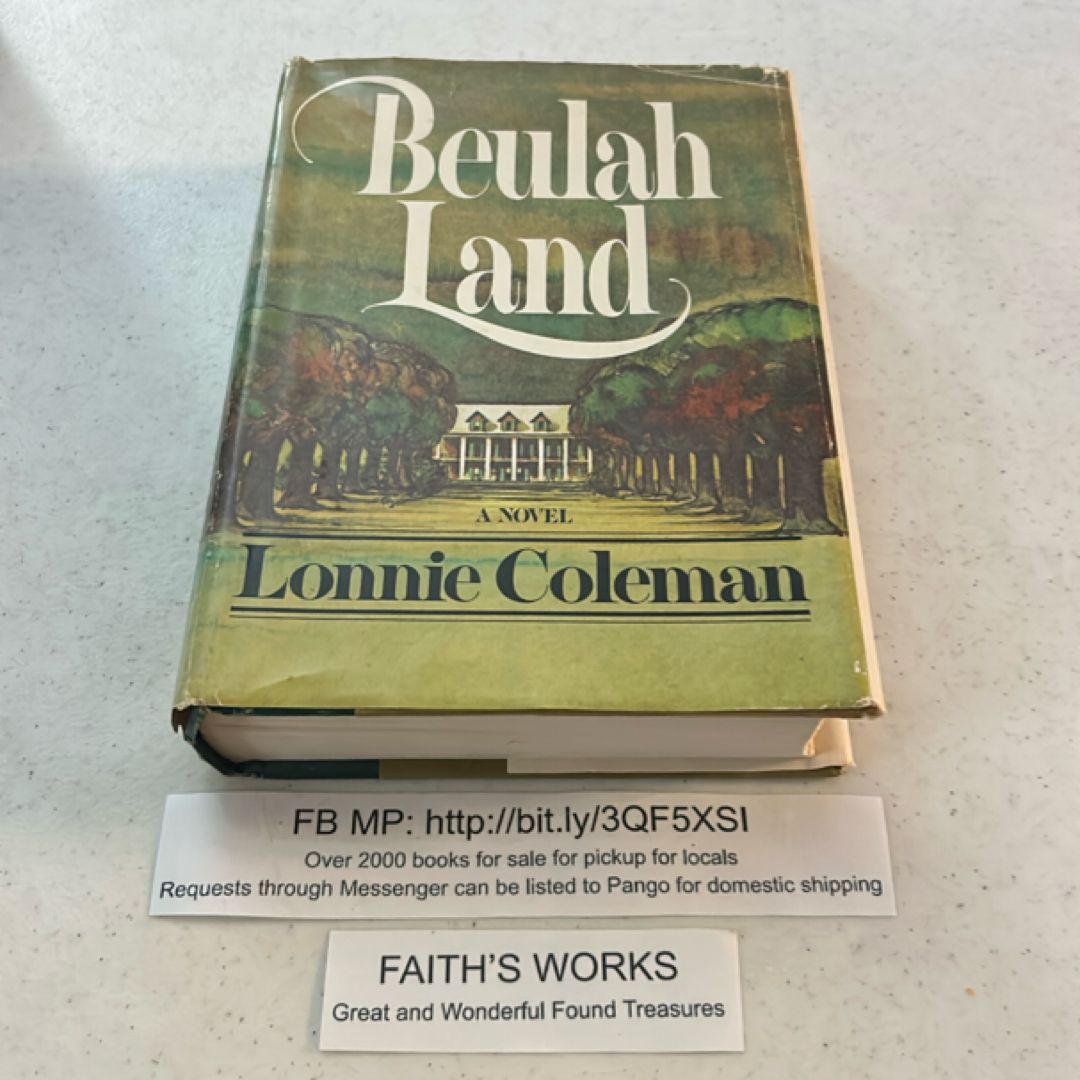 Beulah
Land
A NOVEL
Lonnie Coleman
FB MP: http://bit.ly/3QF5XSI
Over 2000 books for sale for pickup for locals
Requests through Messenger can be listed to Pango for domestic shipping
FAITH'S WORKS
Great and Wonderful Found Treasures